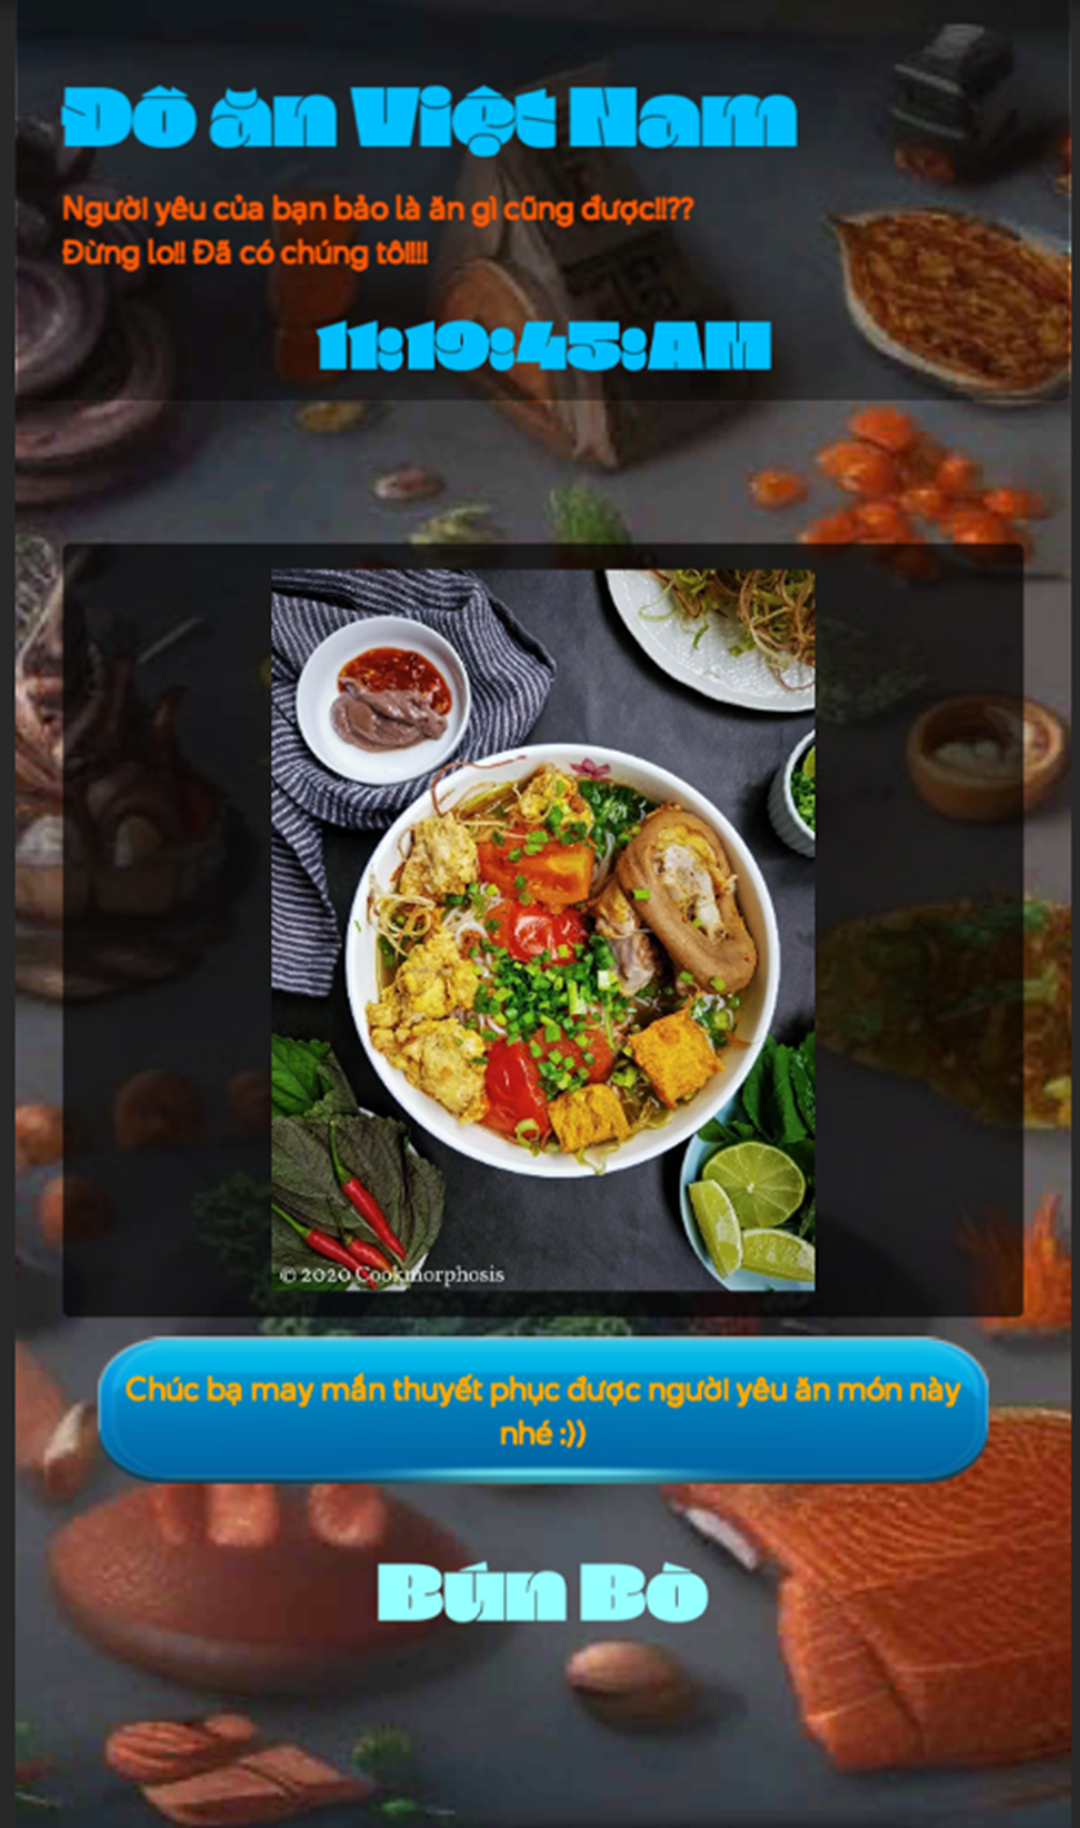 Đồ ăn Việt Nam
Người yêu của bạn bảo là ăn gì cũng được!!??
Đừng lo!! Đã có chúng tôi!!!!
11:19:45:AM
© 2020 Cookmorphosis
Chúc bạ may mắn thuyết phục được người yêu ăn món này
nhé :))
Bún Bò